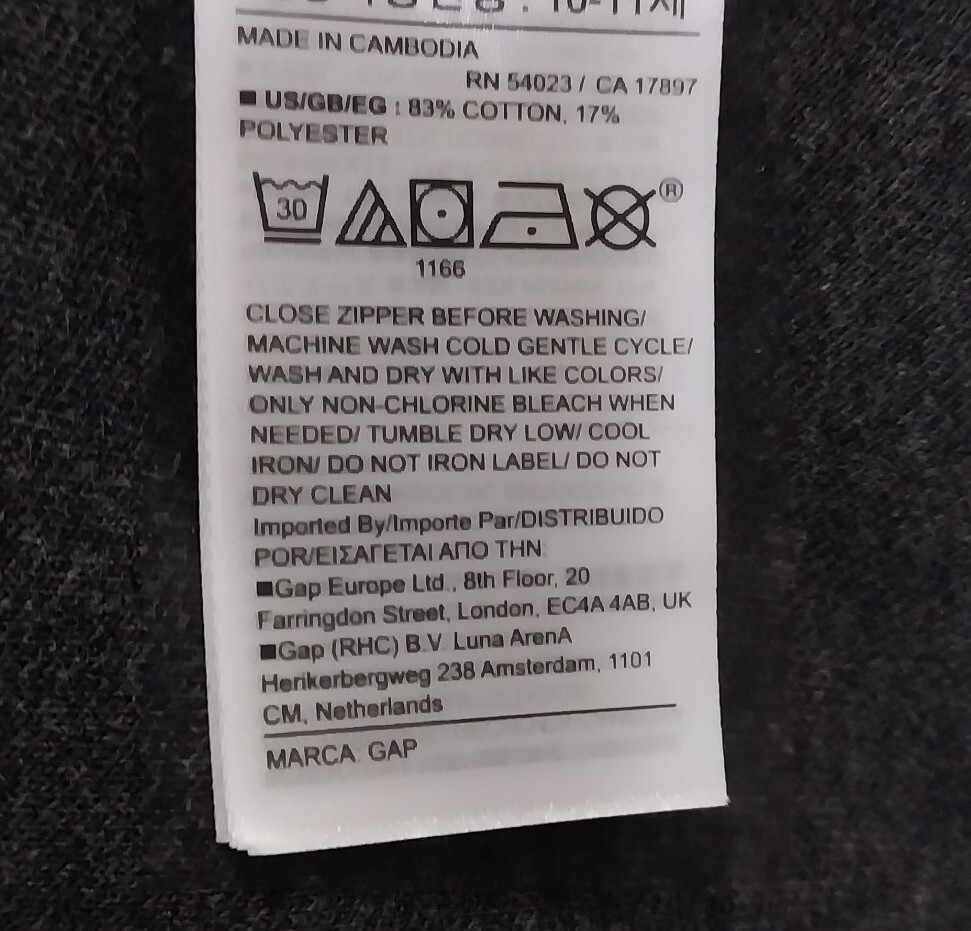 10-11세
MADE IN CAMBODIA
RN 54023 / CA 17897
■ US/GB/EG : 83% COTTON, 17%
POLYESTER
30
®
1166
CLOSE ZIPPER BEFORE WASHING/
MACHINE WASH COLD GENTLE CYCLE/
WASH AND DRY WITH LIKE COLORS/
ONLY NON-CHLORINE BLEACH WHEN
NEEDED/ TUMBLE DRY LOW/ COOL
IRON/ DO NOT IRON LABEL/ DO NOT
DRY CLEAN
Imported By/Importe Par/DISTRIBUIDO
POR/ΕΙΣΑΓΕΤΑΙ ΑΠΟ ΤΗΝ:
■Gap Europe Ltd., 8th Floor, 20
Farringdon Street, London, EC4A 4AB, UK
■Gap (RHC) B.V. Luna ArenA
Herikerbergweg 238 Amsterdam, 1101
CM, Netherlands
MARCA: GAP